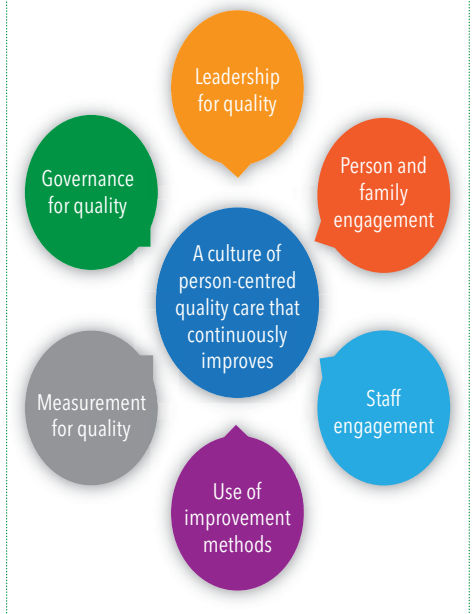 Leadership
for quality
Person and
family
engagement
Staff
engagement
Use of
improvement
methods
Measurement
for quality
Governance
for quality
A culture of
person-centred
quality care that
continuously
improves